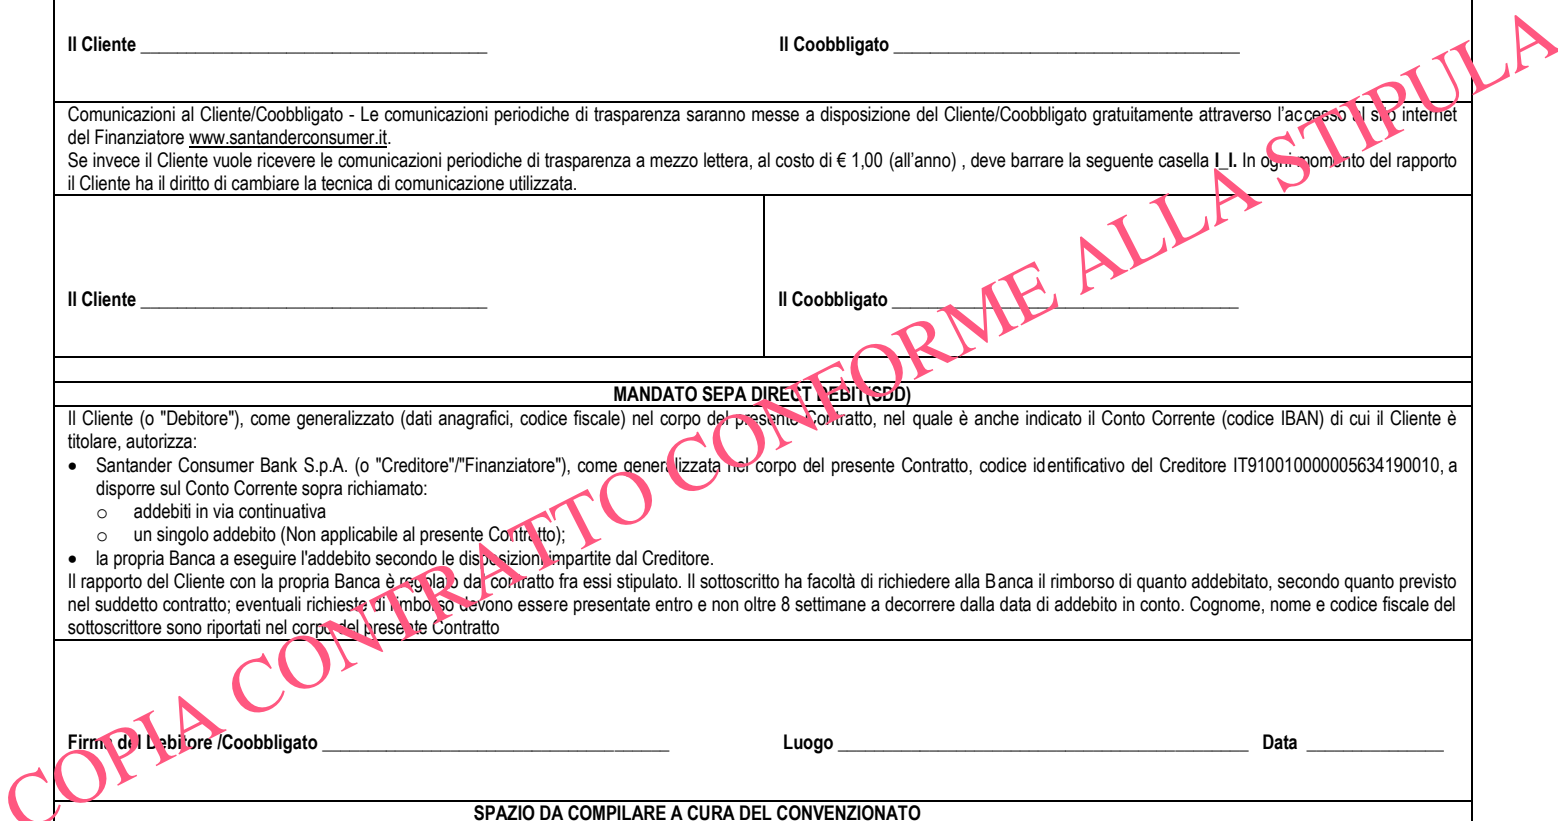 Il Cliente ______________________________________ Il Coobbligato ______________________________________
Comunicazioni al Cliente/Coobbligato - Le comunicazioni periodiche di trasparenza saranno messe a disposizione del Cliente/Coobbligato gratuitamente attraverso l'accesso al sito internet
del Finanziatore www.santanderconsumer.it.
Se invece il Cliente vuole ricevere le comunicazioni periodiche di trasparenza a mezzo lettera, al costo di € 1,00 (all'anno) , deve barrare la seguente casella I_I. In ogni momento del rapporto
il Cliente ha il diritto di cambiare la tecnica di comunicazione utilizzata.
Il Cliente ______________________________________ Il Coobbligato ______________________________________
MANDATO SEPA DIRECT DEBIT(SDD)
Il Cliente (o "Debitore"), come generalizzato (dati anagrafici, codice fiscale) nel corpo del presente Contratto, nel quale è anche indicato il Conto Corrente (codice IBAN) di cui il Cliente è
titolare, autorizza:
• Santander Consumer Bank S.p.A. (o "Creditore"/"Finanziatore"), come generalizzata nel corpo del presente Contratto, codice identificativo del Creditore IT910010000005634190010, a
disporre sul Conto Corrente sopra richiamato:
o addebiti in via continuativa
o un singolo addebito (Non applicabile al presente Contratto);
• la propria Banca a eseguire l'addebito secondo le disposizioni impartite dal Creditore.
Il rapporto del Cliente con la propria Banca è regolato dal contratto fra essi stipulato. Il sottoscritto ha facoltà di richiedere alla Banca il rimborso di quanto addebitato, secondo quanto previsto
nel suddetto contratto; eventuali richieste di rimborso devono essere presentate entro e non oltre 8 settimane a decorrere dalla data di addebito in conto. Cognome, nome e codice fiscale del
sottoscrittore sono riportati nel corpo del presente Contratto
Firma del Debitore /Coobbligato ______________________________________ Luogo _____________________________________________ Data _______________
SPAZIO DA COMPILARE A CURA DEL CONVENZIONATO
COPIA CONTRATTO CONFORME ALLA STIPULA